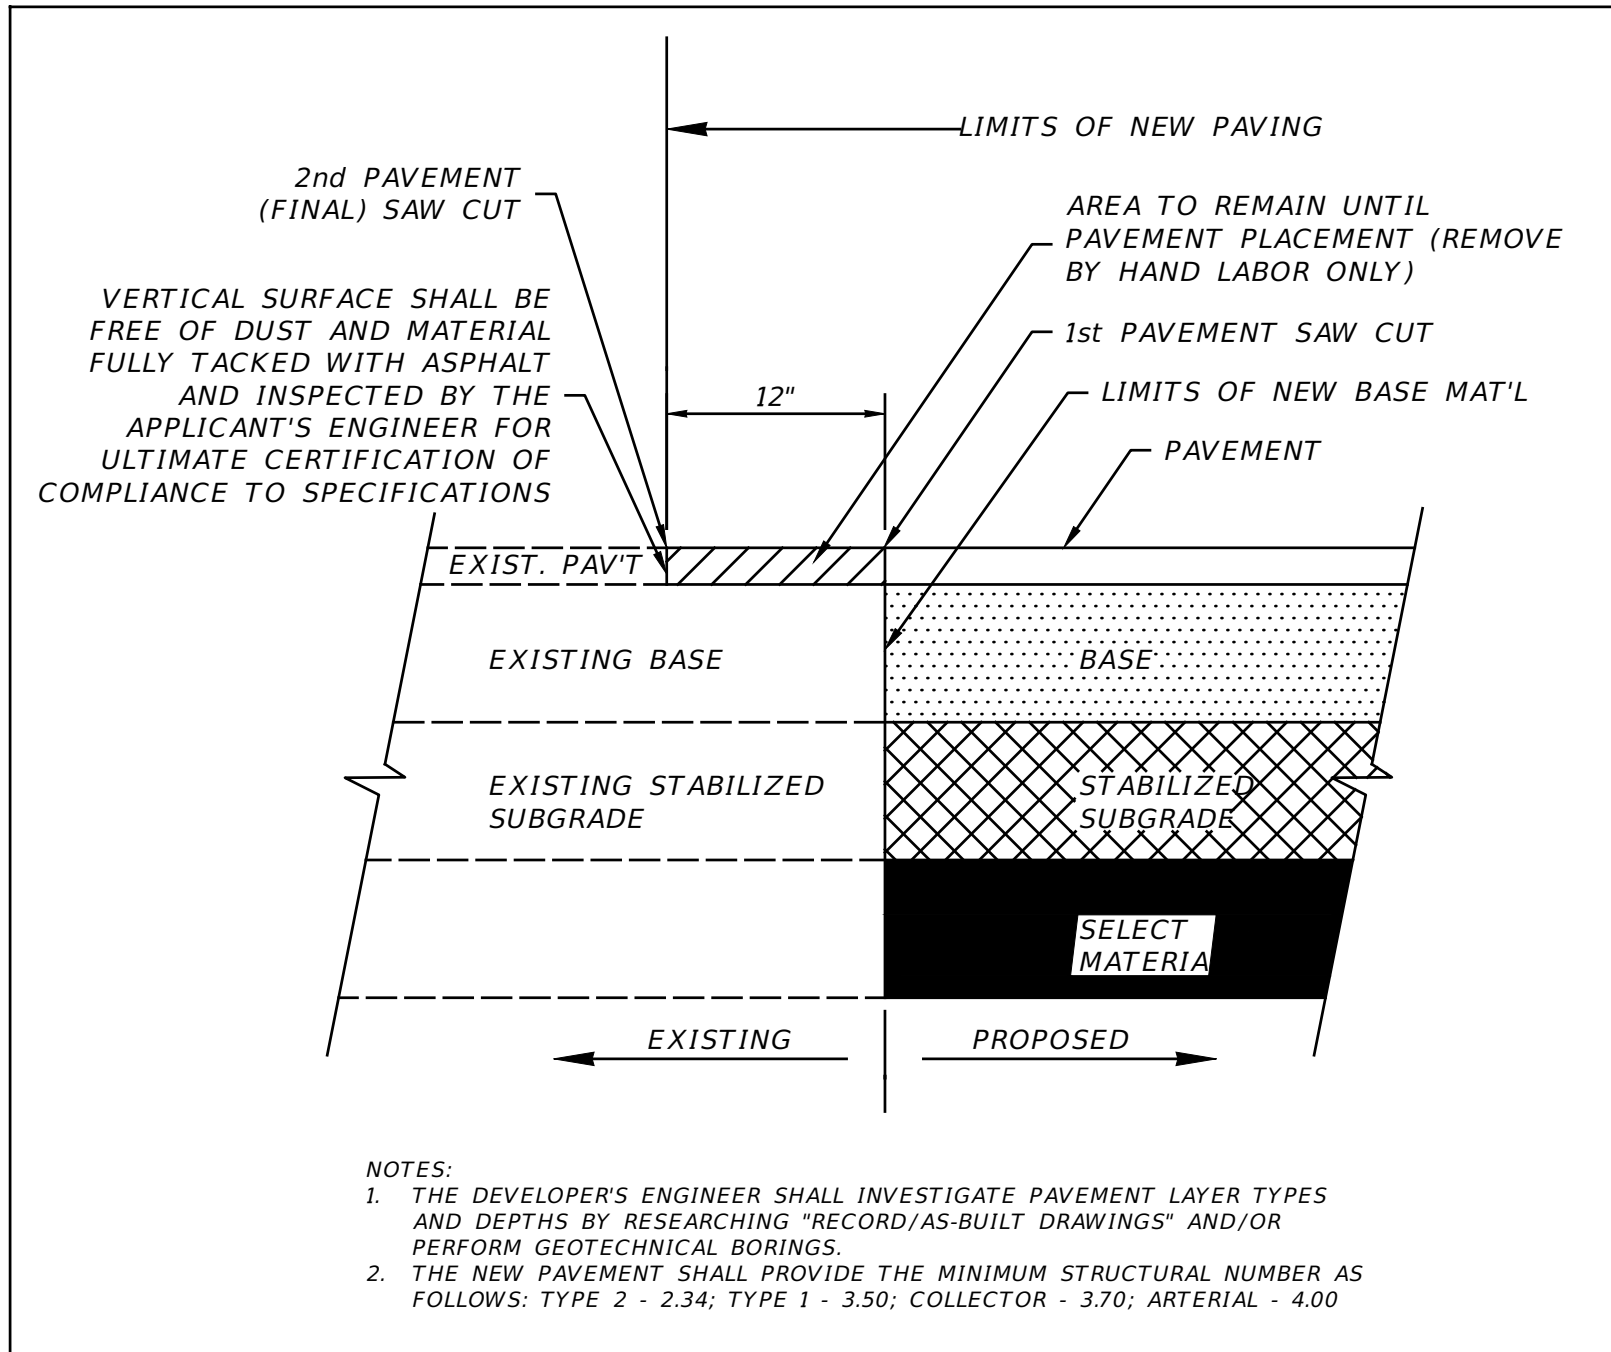 LIMITS OF NEW PAVING
2nd PAVEMENT
(FINAL) SAW CUT
AREA TO REMAIN UNTIL
PAVEMENT PLACEMENT (REMOVE
BY HAND LABOR ONLY)
VERTICAL SURFACE SHALL BE
FREE OF DUST AND MATERIAL
FULLY TACKED WITH ASPHALT
AND INSPECTED BY THE
APPLICANT'S ENGINEER FOR
ULTIMATE CERTIFICATION OF
COMPLIANCE TO SPECIFICATIONS
1st PAVEMENT SAW CUT
12"
LIMITS OF NEW BASE MAT'L
PAVEMENT
EXIST. PAV'T
EXISTING BASE
BASE
EXISTING STABILIZED
SUBGRADE
STABILIZED
SUBGRADE
SELECT
MATERIA
EXISTING
PROPOSED
NOTES:
1. THE DEVELOPER'S ENGINEER SHALL INVESTIGATE PAVEMENT LAYER TYPES
AND DEPTHS BY RESEARCHING "RECORD/AS-BUILT DRAWINGS" AND/OR
PERFORM GEOTECHNICAL BORINGS.
2. THE NEW PAVEMENT SHALL PROVIDE THE MINIMUM STRUCTURAL NUMBER AS
FOLLOWS: TYPE 2 - 2.34; TYPE 1 - 3.50; COLLECTOR - 3.70; ARTERIAL - 4.00